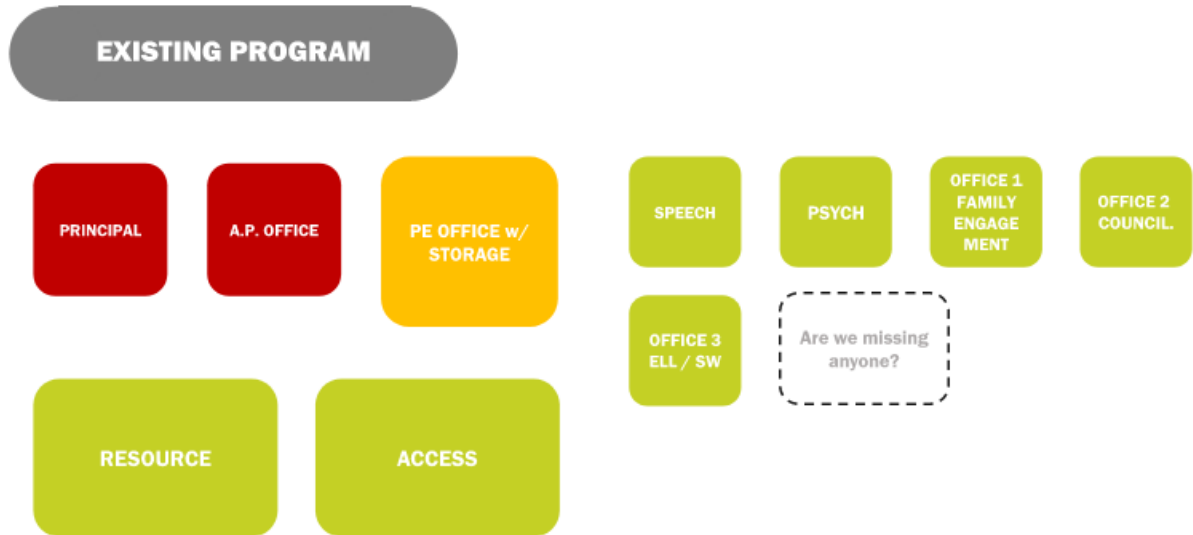 EXISTING PROGRAM
PRINCIPAL
A.P. OFFICE
PE OFFICE w/
STORAGE
SPEECH
PSYCH
OFFICE 1
FAMILY
ENGAGE
MENT
OFFICE 2
COUNCIL.
OFFICE 3
ELL / SW
Are we missing
anyone?
RESOURCE
ACCESS